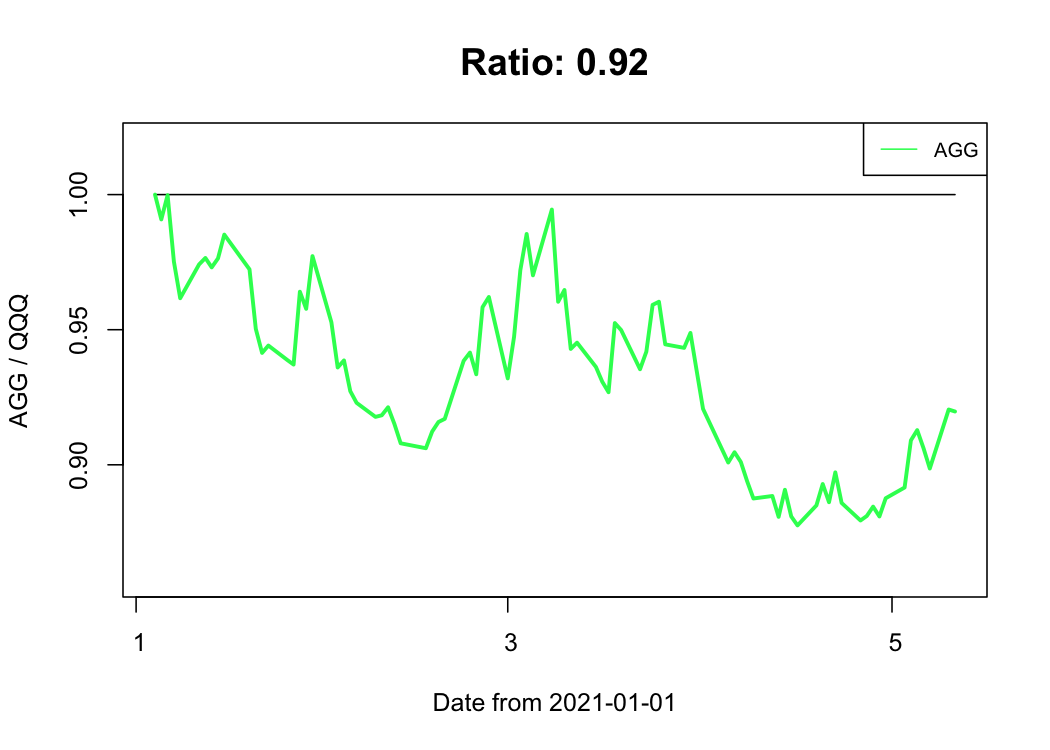 Ratio: 0.92
AGG
1.00
0.95
0.90
AGG / QQQ
1 3 5
Date from 2021-01-01